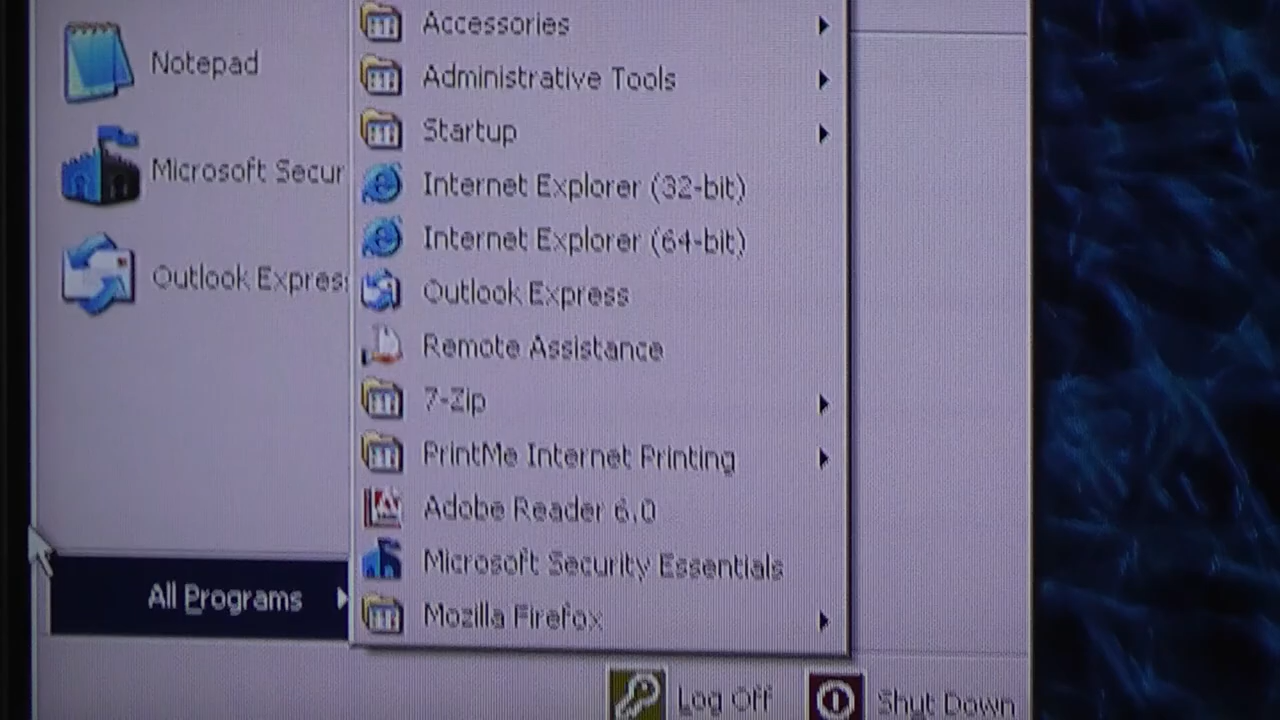 Notepad
Microsoft Secur
Outlook Expres
All Programs
Accessories
Administrative Tools
Startup
Internet Explorer (32-bit)
Internet Explorer (64-bit)
Outlook Express
Remote Assistance
7-Zip
PrintMe Internet Printing
Adobe Reader 6.0
Microsoft Security Essentials
Mozilla Firefox
Log Off
Shut Down